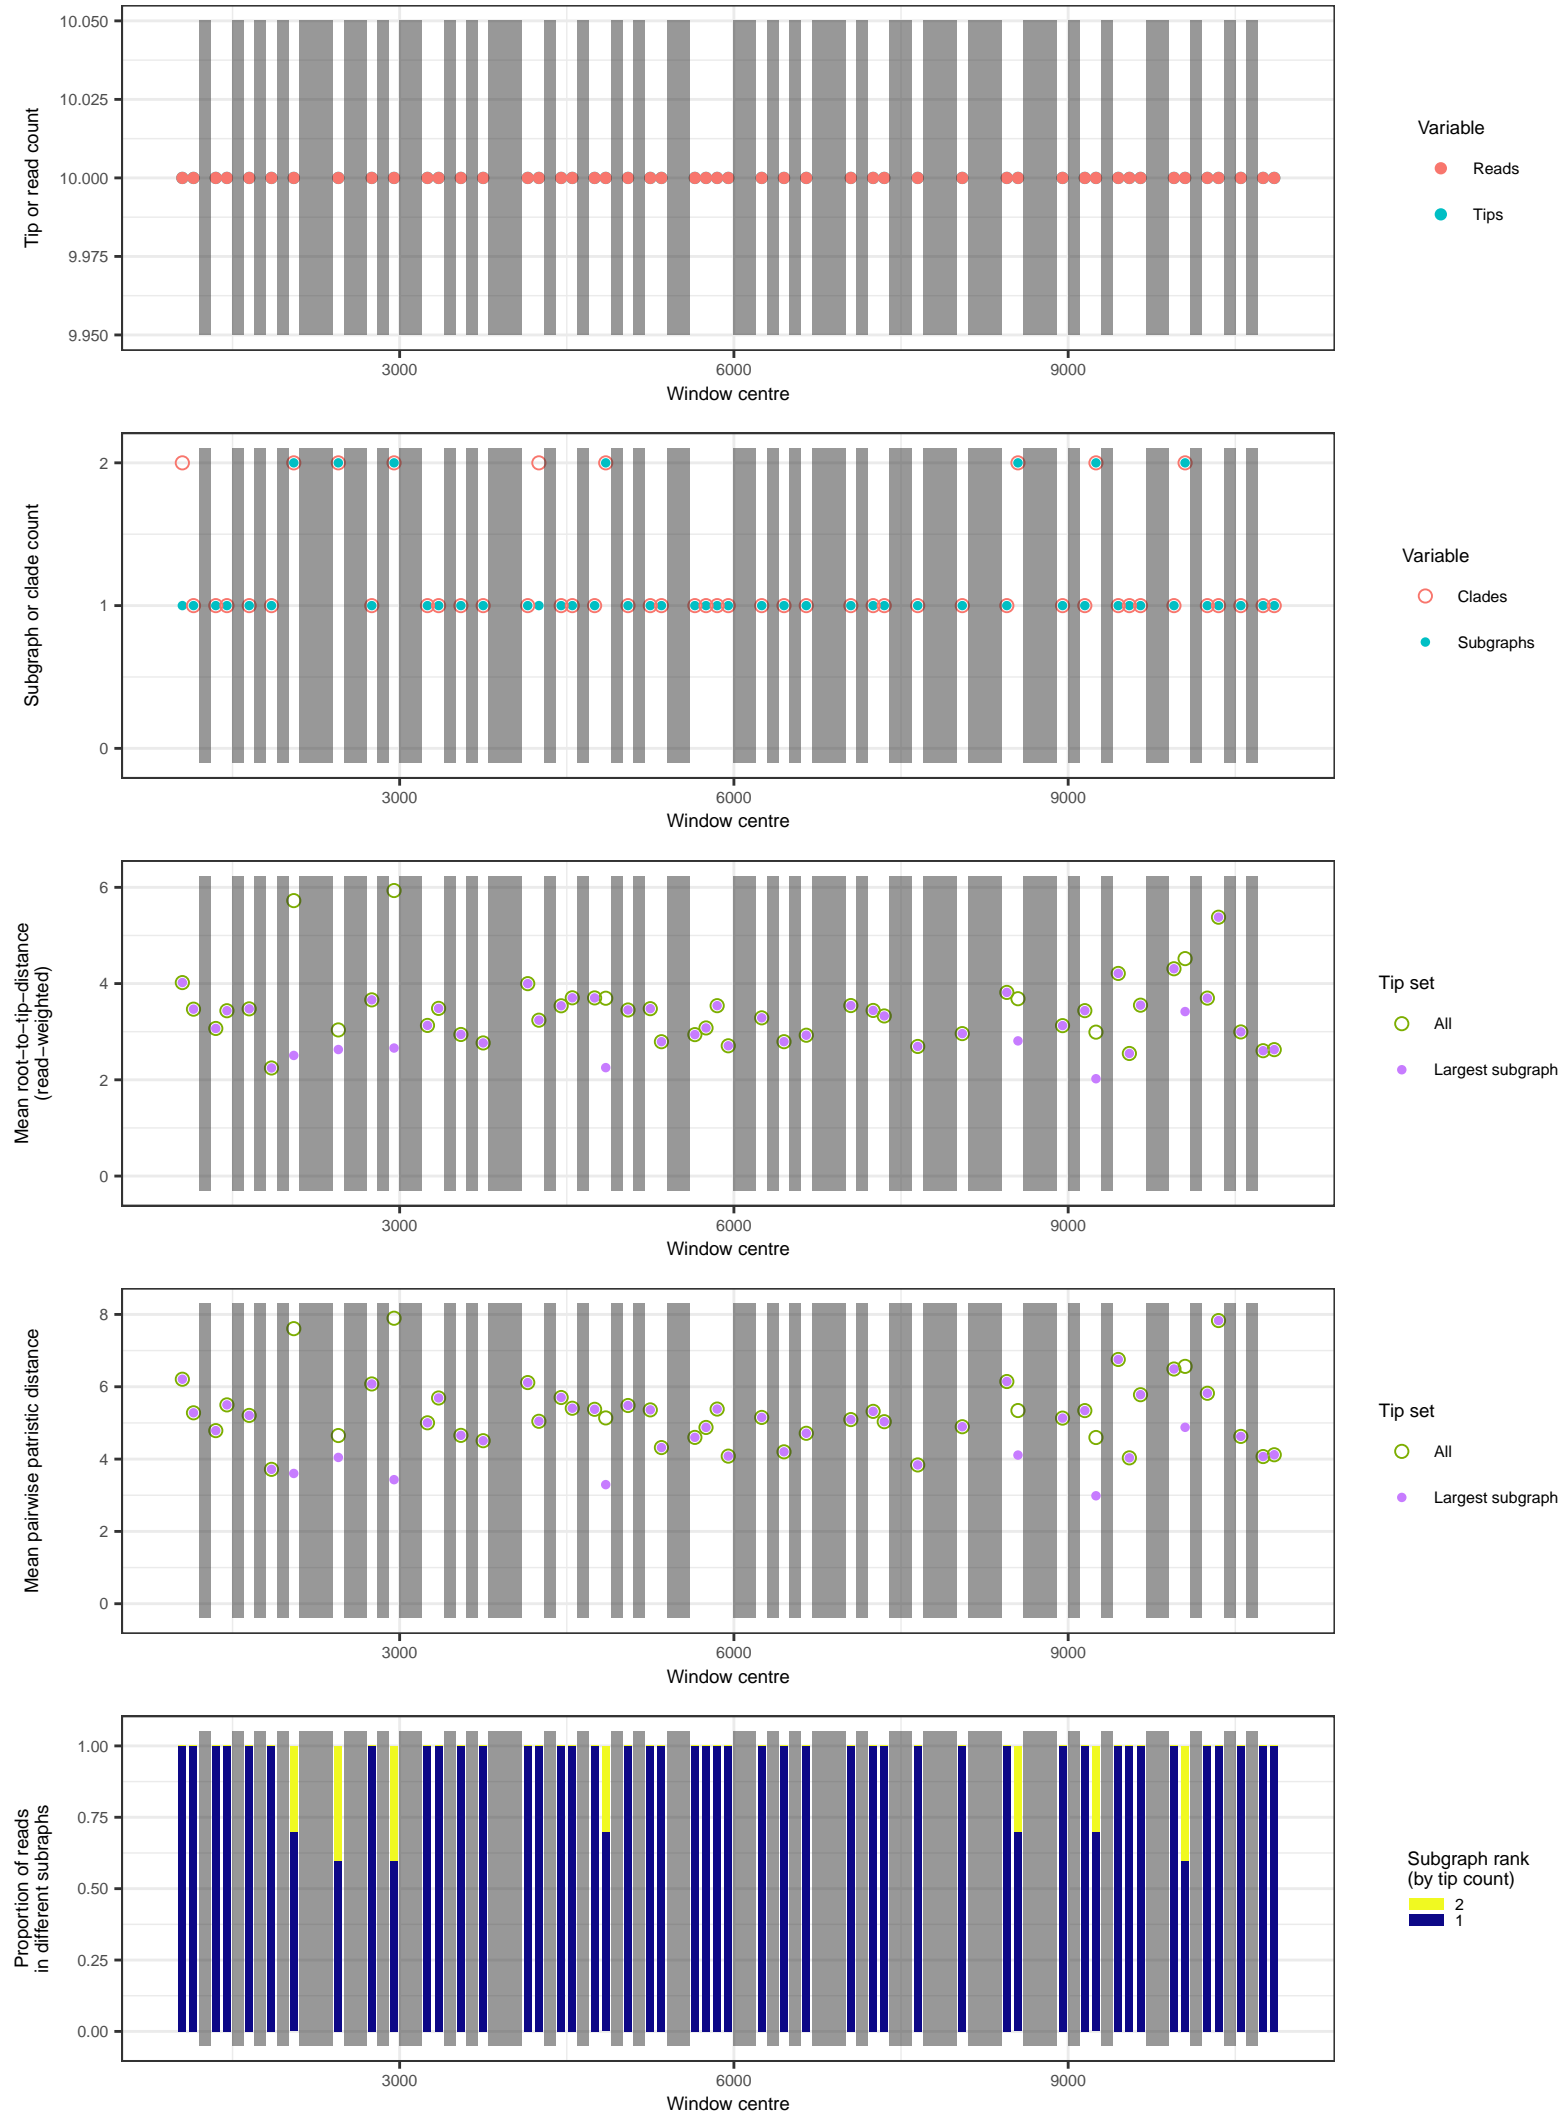 10.050
10.025
10.000
9.975
9.950
Tip or read count
3000
6000
9000
Window centre
Variable
Reads
Tips
2
1
0
Subgraph or clade count
3000
6000
9000
Window centre
Variable
Clades
Subgraphs
6
4
2
0
Mean root−to−tip−distance
(read−weighted)
3000
6000
9000
Window centre
Tip set
All
Largest subgraph
8
6
4
2
0
Mean pairwise patristic distance
3000
6000
9000
Window centre
Tip set
All
Largest subgraph
1.00
0.75
0.50
0.25
0.00
Proportion of reads
in different subraphs
3000
6000
9000
Window centre
Subgraph rank
(by tip count)
2
1